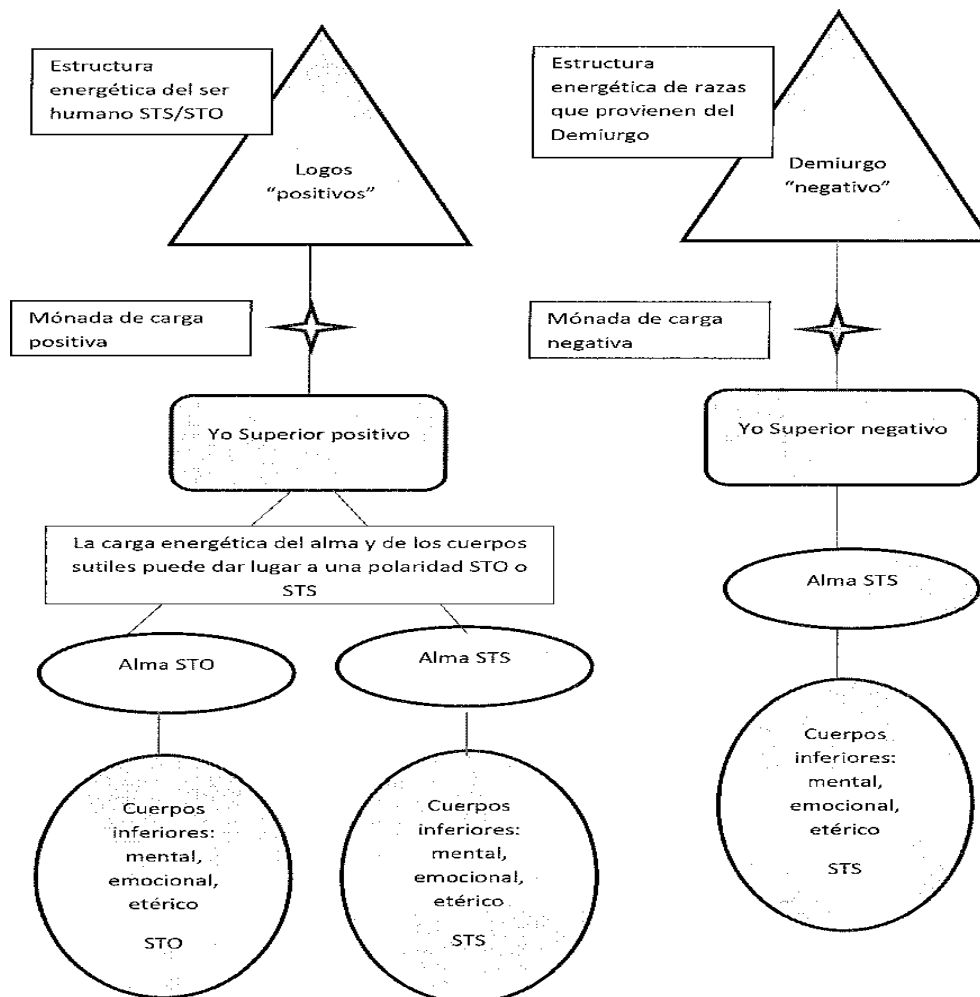 Estructura
energética del ser
humano STS/STO
Logos
“positivos”
Mónada de carga
positiva
Yo Superior positivo
La carga energética del alma y de los cuerpos
sutiles puede dar lugar a una polaridad STO o
STS
Alma STO
Alma STS
Cuerpos
inferiores:
mental,
emocional,
etérico
STO
Cuerpos
inferiores:
mental,
emocional,
etérico
STS
Estructura
energética de razas
que provienen del
Demiurgo
Demiurgo
“negativo”
Mónada de carga
negativa
Yo Superior negativo
Alma STS
Cuerpos
inferiores:
mental,
emocional,
etérico
STS